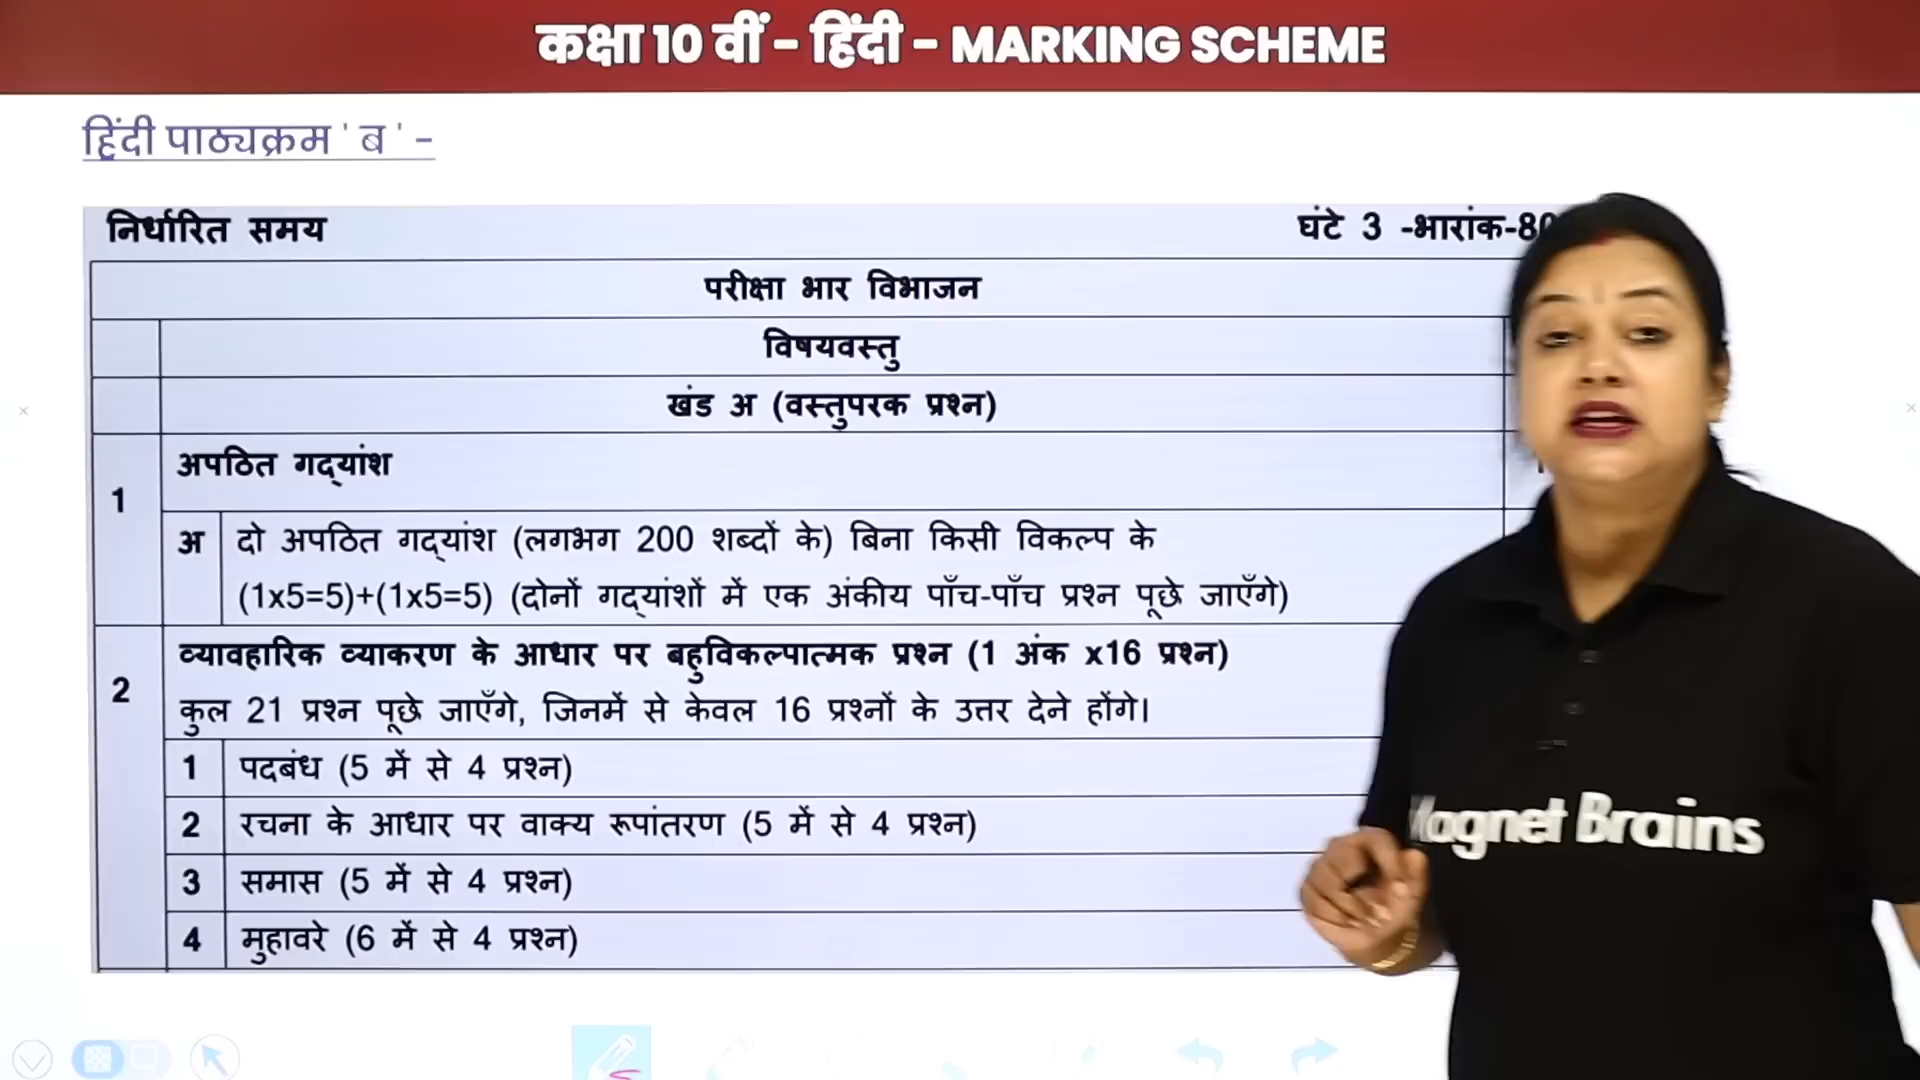 कक्षा 10 वीं - हिंदी - MARKING SCHEME
हिंदी पाठ्यक्रम ' ब ' -
निर्धारित समय घंटे 3 -भारांक-80
परीक्षा भार विभाजन
विषयवस्तु
खंड अ (वस्तुपरक प्रश्न)
1
अपठित गद्यांश
अ दो अपठित गद्यांश (लगभग 200 शब्दों के) बिना किसी विकल्प के
(1x5=5)+(1x5=5) (दोनों गद्यांशों में एक अंकीय पाँच-पाँच प्रश्न पूछे जाएँगे)
2
व्यावहारिक व्याकरण के आधार पर बहुविकल्पात्मक प्रश्न (1 अंक x16 प्रश्न)
कुल 21 प्रश्न पूछे जाएँगे, जिनमें से केवल 16 प्रश्नों के उत्तर देने होंगे।
1 पदबंध (5 में से 4 प्रश्न)
2 रचना के आधार पर वाक्य रूपांतरण (5 में से 4 प्रश्न)
3 समास (5 में से 4 प्रश्न)
4 मुहावरे (6 में से 4 प्रश्न)
Magnet Brains